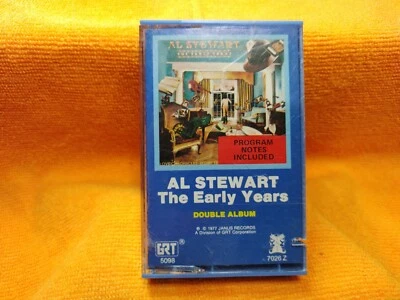 AL STEWART
PROGRAM
NOTES
INCLUDED
AL STEWART
The Early Years
DOUBLE ALBUM
℗ © 1977 JANUS RECORDS
A Division of GRT Corporation
GRT®
5098
7026 Z